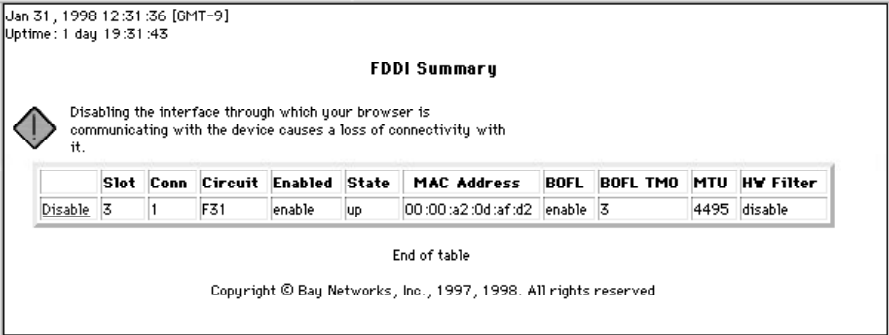 Jan 31, 1998 12:31:36 [GMT-9]
Uptime: 1 day 19:31:43
FDDI Summary
Disabling the interface through which your browser is
communicating with the device causes a loss of connectivity with
it.
Slot Conn Circuit Enabled State MAC Address BOFL BOFL TMO MTU HW Filter
Disable 3 1 F31 enable up 00:00:a2:0d:af:d2 enable 3 4495 disable
End of table
Copyright © Bay Networks, Inc., 1997, 1998. All rights reserved